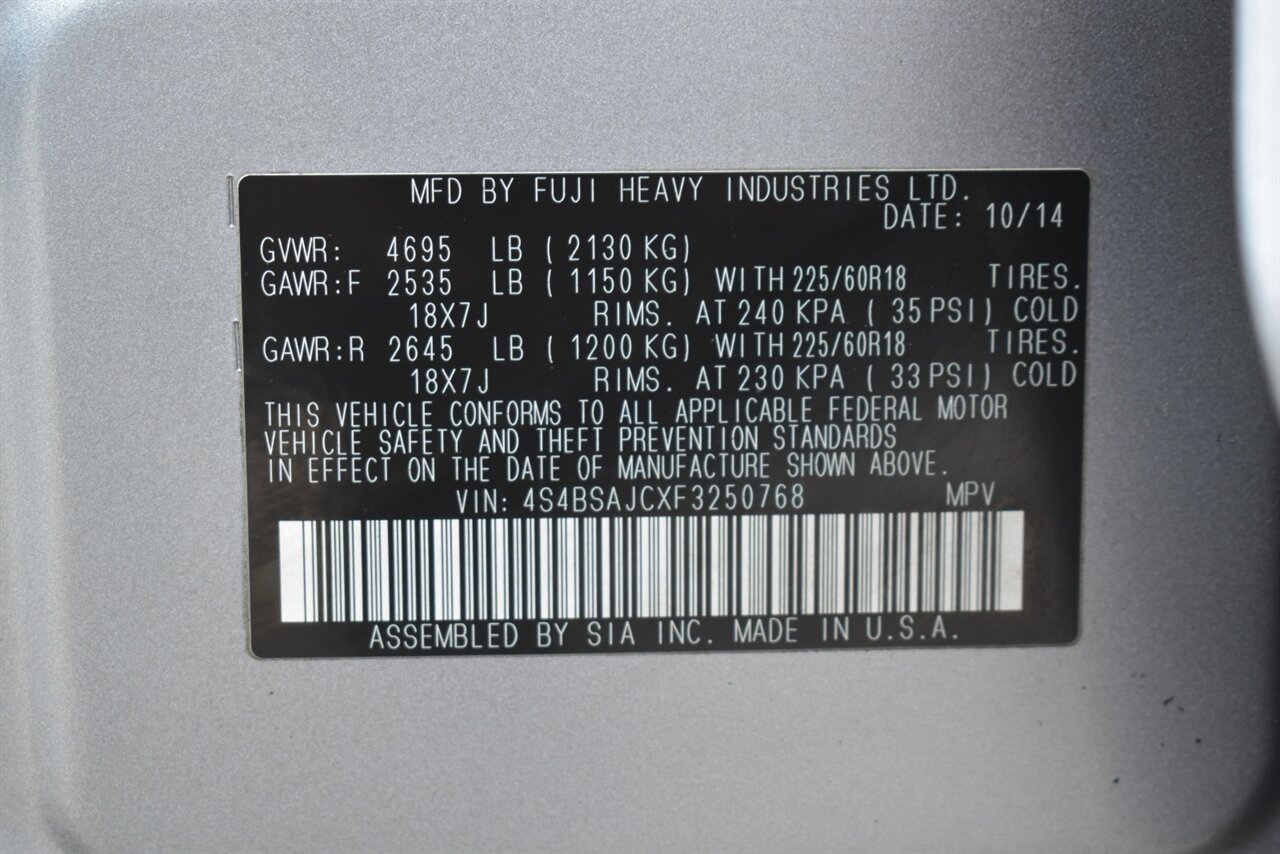 MFD BY FUJI HEAVY INDUSTRIES LTD.
DATE: 10/14
GVWR: 4695 LB ( 2130 KG)
GAWR:F 2535 LB ( 1150 KG) WITH 225/60R18 TIRES.
18X7J RIMS. AT 240 KPA ( 35 PSI) COLD
GAWR:R 2645 LB ( 1200 KG) WITH 225/60R18 TIRES.
18X7J RIMS. AT 230 KPA ( 33 PSI) COLD
THIS VEHICLE CONFORMS TO ALL APPLICABLE FEDERAL MOTOR
VEHICLE SAFETY AND THEFT PREVENTION STANDARDS
IN EFFECT ON THE DATE OF MANUFACTURE SHOWN ABOVE.
VIN: 4S4BSAJCXF3250768 MPV
ASSEMBLED BY SIA INC. MADE IN U.S.A.